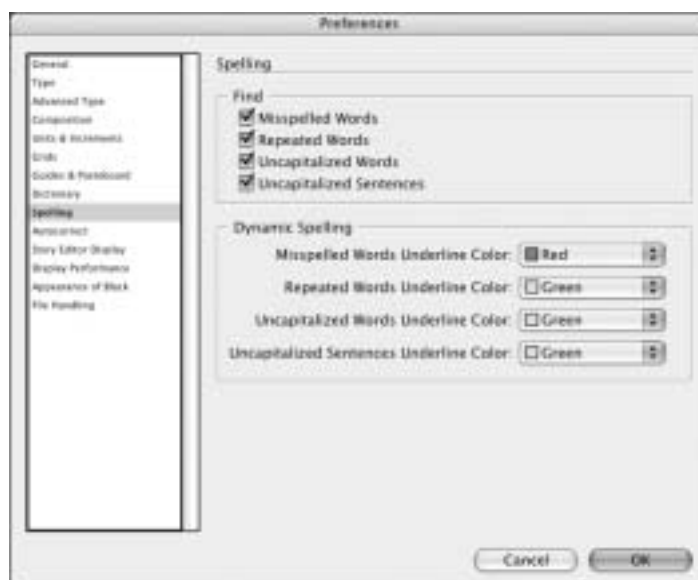 Preferences
General
Type
Advanced Type
Composition
Units & Increments
Grids
Guides & Pasteboard
Dictionary
Spelling
Autocorrect
Story Editor Display
Display Performance
Appearance of Black
File Handling
Spelling
Find
Misspelled Words
Repeated Words
Uncapitalized Words
Uncapitalized Sentences
Dynamic Spelling
Misspelled Words Underline Color: Red
Repeated Words Underline Color: Green
Uncapitalized Words Underline Color: Green
Uncapitalized Sentences Underline Color: Green
Cancel OK